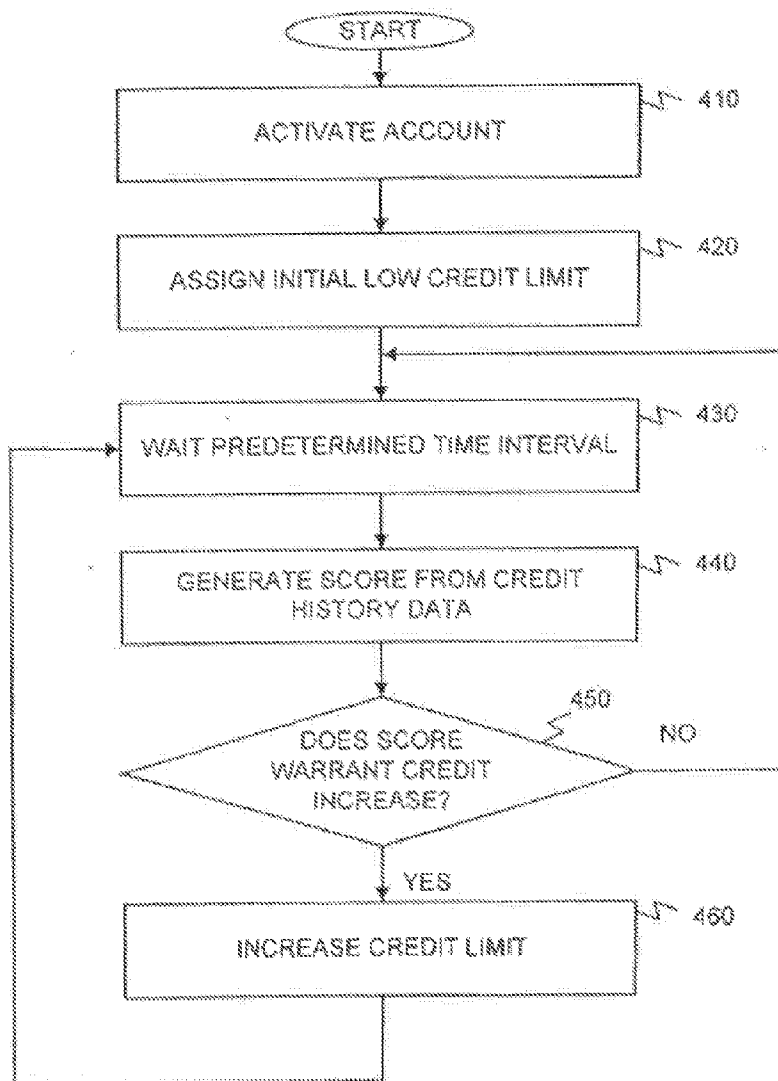 START
ACTIVATE ACCOUNT
410
ASSIGN INITIAL LOW CREDIT LIMIT
420
WAIT PREDETERMINED TIME INTERVAL
430
GENERATE SCORE FROM CREDIT
HISTORY DATA
440
DOES SCORE
WARRANT CREDIT
INCREASE?
450
NO
YES
INCREASE CREDIT LIMIT
460